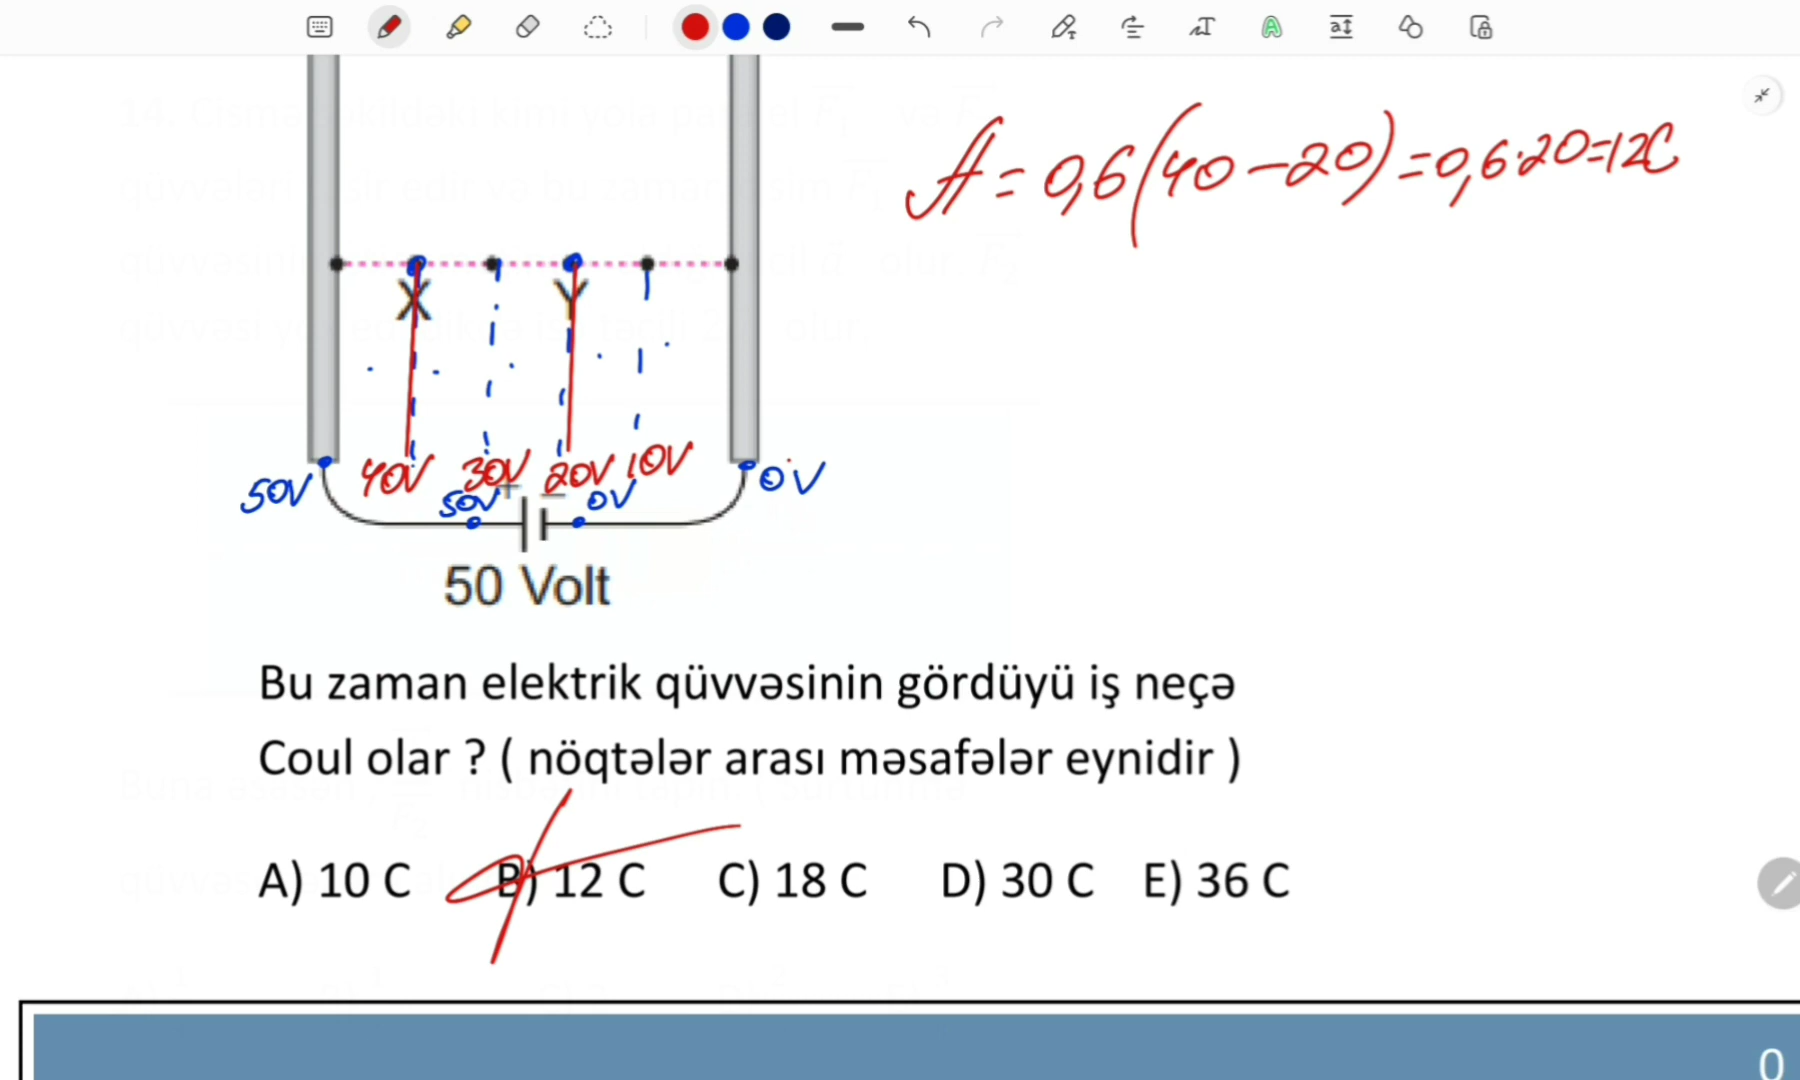 A = 0,6(40-20)=0,6·20=12C
X Y
50V 40V 30V 20V 10V 0V
50V + - 0V
50 Volt
Bu zaman elektrik qüvvəsinin gördüyü iş neçə
Coul olar ? ( nöqtələr arası məsafələr eynidir )
A) 10 C B) 12 C C) 18 C D) 30 C E) 36 C
0